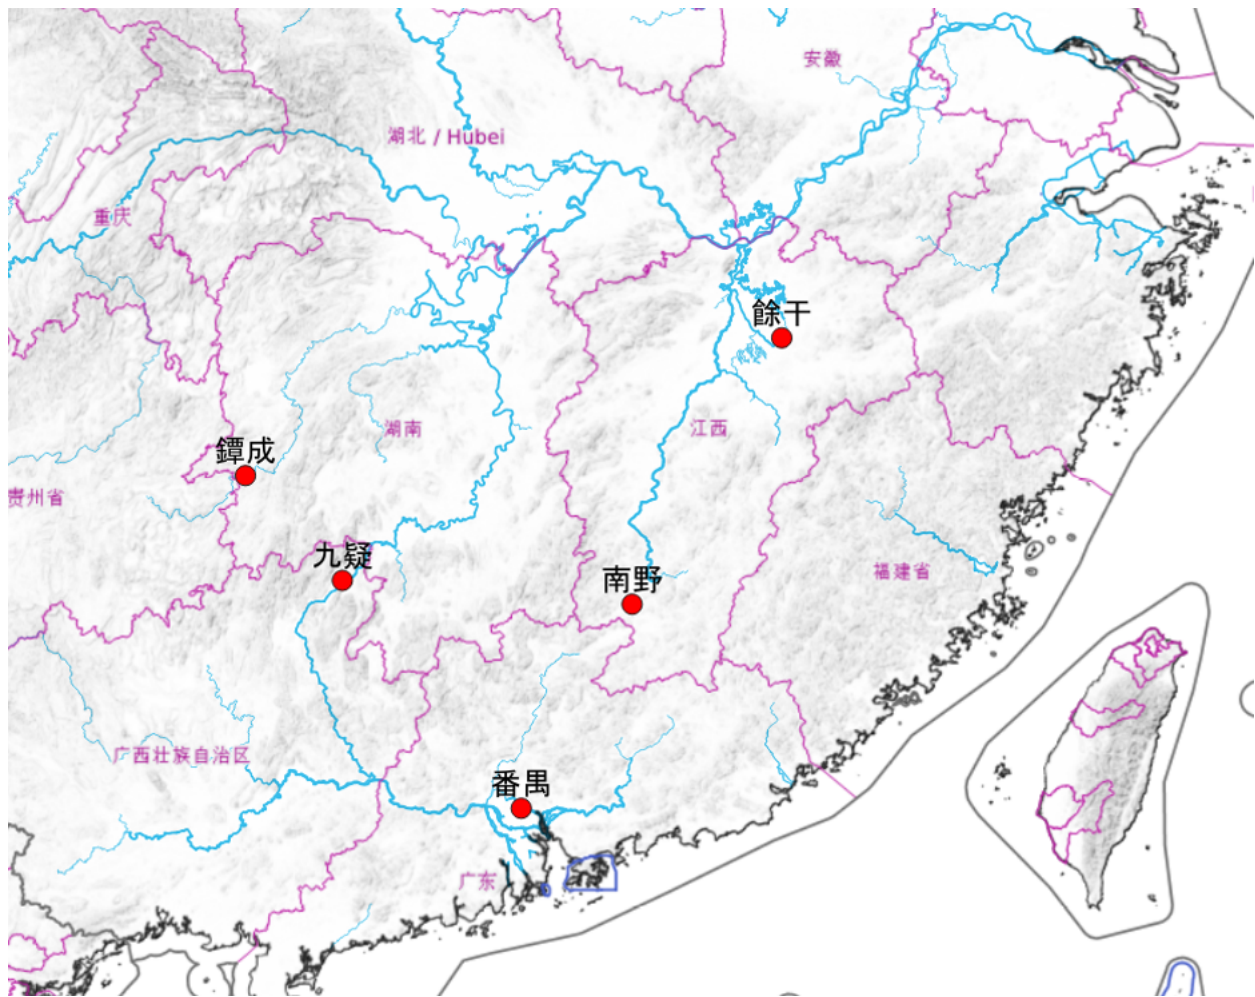 安徽
湖北 / Hubei
重庆
餘干
湖南
江西
鐔成
贵州省
九疑
南野
福建省
广西壮族自治区
番禺
广东